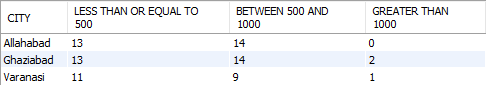 CITY LESS THAN OR EQUAL TO 500 BETWEEN 500 AND 1000 GREATER THAN 1000
Allahabad 13 14 0
Ghaziabad 13 14 2
Varanasi 11 9 1